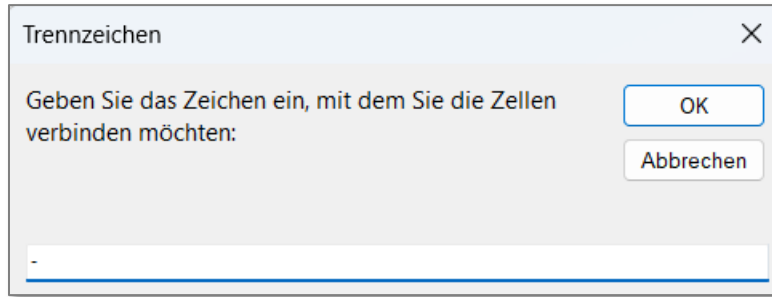 Trennzeichen
Geben Sie das Zeichen ein, mit dem Sie die Zellen
verbinden möchten:
OK
Abbrechen
-